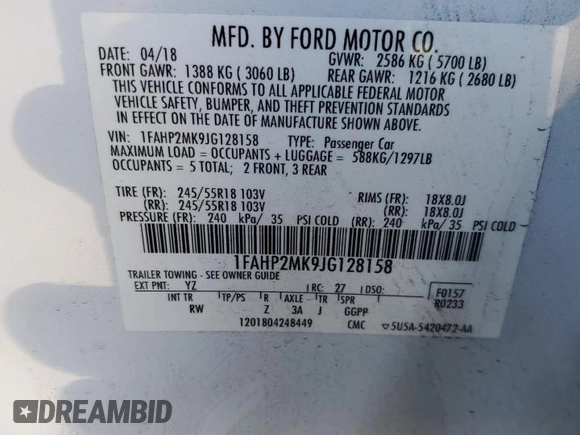 MFD. BY FORD MOTOR CO.
DATE: 04/18 GVWR: 2586 KG ( 5700 LB)
FRONT GAWR: 1388 KG ( 3060 LB) REAR GAWR: 1216 KG ( 2680 LB)
THIS VEHICLE CONFORMS TO ALL APPLICABLE FEDERAL MOTOR
VEHICLE SAFETY, BUMPER, AND THEFT PREVENTION STANDARDS
IN EFFECT ON THE DATE OF MANUFACTURE SHOWN ABOVE.
VIN: 1FAHP2MK9JG128158 TYPE: Passenger Car
MAXIMUM LOAD = OCCUPANTS + LUGGAGE = 588KG/1297LB
OCCUPANTS = 5 TOTAL; 2 FRONT, 3 REAR
TIRE (FR): 245/55R18 103V RIMS (FR): 18X8.0J
(RR): 245/55R18 103V (RR): 18X8.0J
PRESSURE (FR): 240 kPa/ 35 PSI COLD (RR): 240 kPa/ 35 PSI COLD
1FAHP2MK9JG128158
TRAILER TOWING - SEE OWNER GUIDE
EXT PNT: YZ RC: 27 DSO: F0157
R0233
INT TR TP/PS R AXLE TR SPR
RW Z 3A J GGPP
1201804248449 CMC 5U5A-5420472-AA
DREAMBID